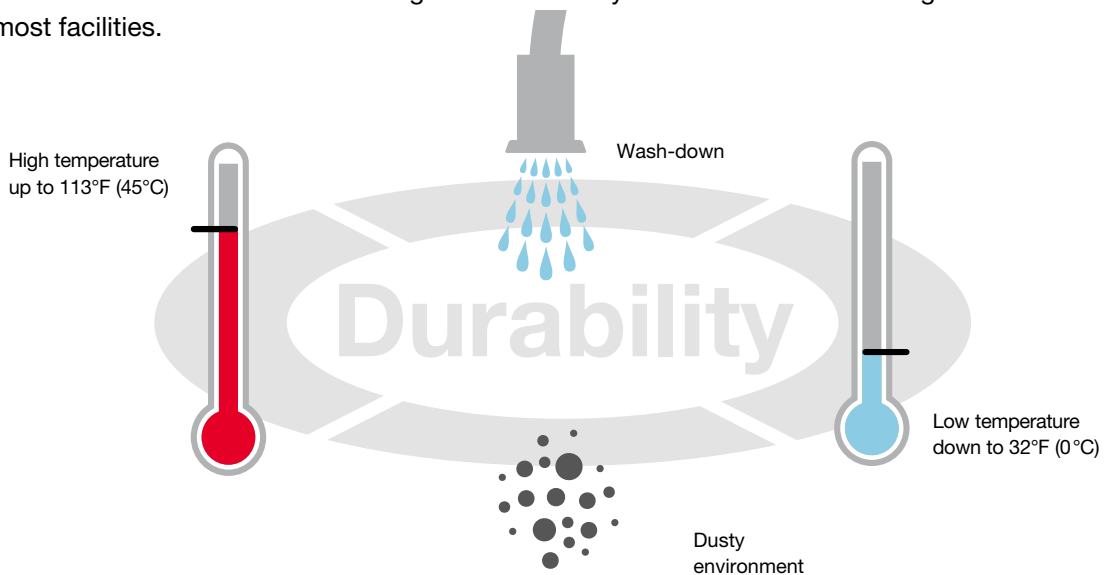 most facilities.
Wash-down
High temperature
up to 113°F (45°C)
Durability
Low temperature
down to 32°F (0°C)
Dusty
environment